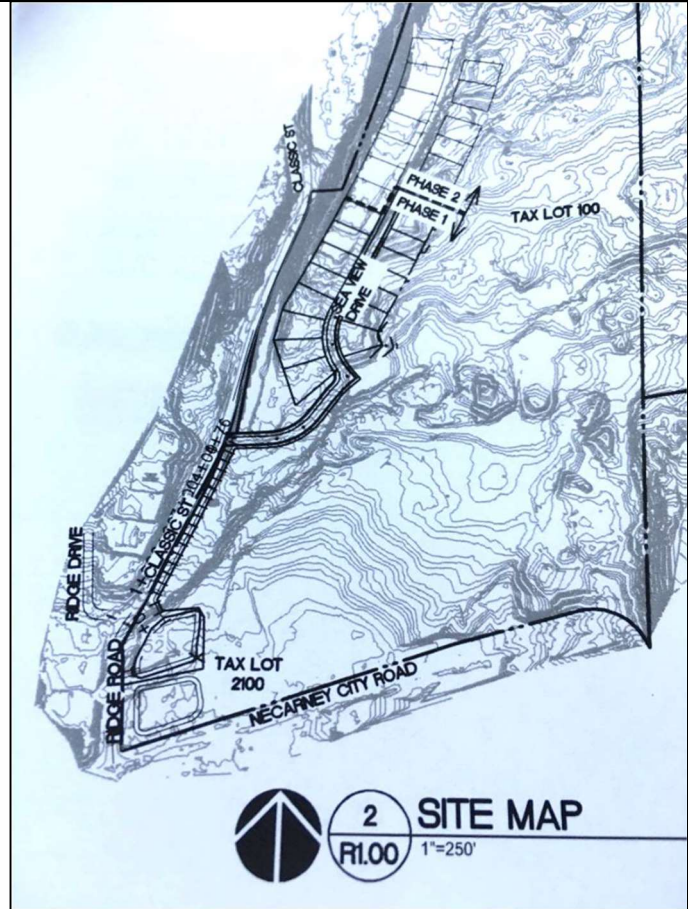 CLASSIC ST
PHASE 2
PHASE 1
TAX LOT 100
SEA VIEW
DRIVE
CLASSIC ST
RIDGE DRIVE
RIDGE ROAD
TAX LOT
2100
NECARNEY CITY ROAD
2
R1.00
SITE MAP
1"=250'